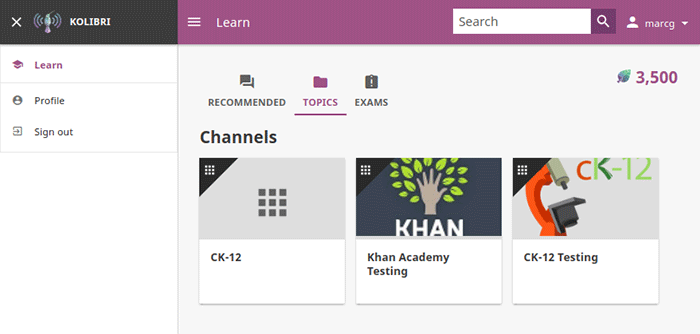 KOLIBRI
Learn
Search
marcg
Learn
Profile
Sign out
3,500
RECOMMENDED
TOPICS
EXAMS
Channels
CK-12
KHAN
Khan Academy
Testing
cK-12
CK-12 Testing